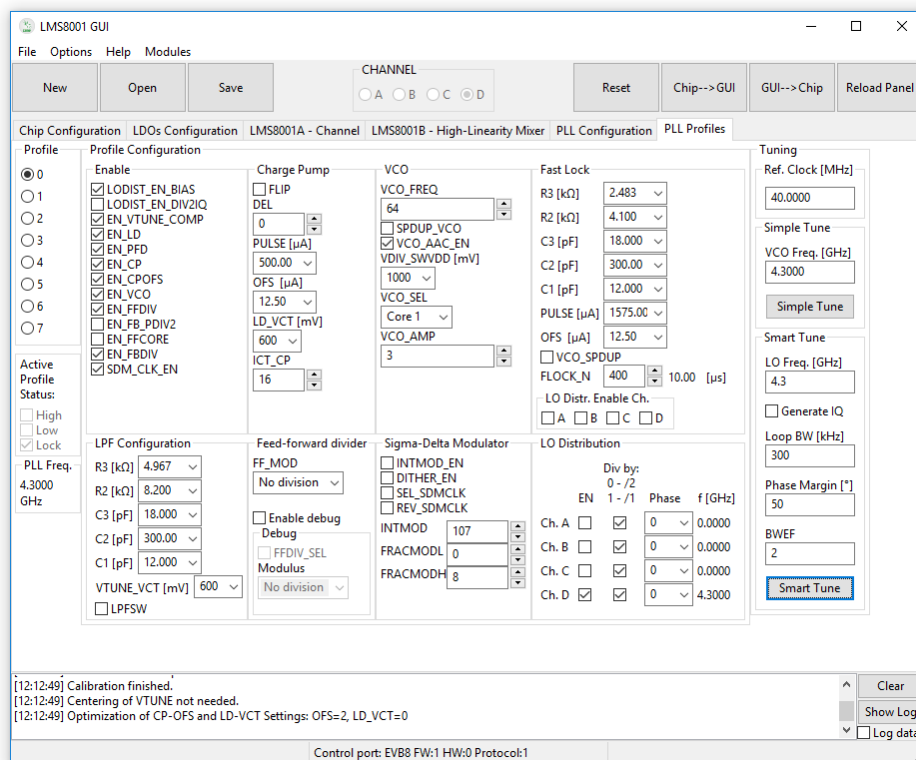 LMS8001 GUI
File Options Help Modules
New Open Save CHANNEL A B C D Reset Chip-->GUI GUI-->Chip Reload Panel
Chip Configuration LDOs Configuration LMS8001A - Channel LMS8001B - High-Linearity Mixer PLL Configuration PLL Profiles
Profile
0
1
2
3
4
5
6
7
Active
Profile
Status:
High
Low
Lock
PLL Freq.
4.3000
GHz
Profile Configuration
Enable
LODIST_EN_BIAS
LODIST_EN_DIV2IQ
EN_VTUNE_COMP
EN_LD
EN_PFD
EN_CP
EN_CPOFS
EN_VCO
EN_FFDIV
EN_FB_PDIV2
EN_FFCORE
EN_FBDIV
SDM_CLK_EN
Charge Pump
FLIP
DEL
0
PULSE [µA]
500.00
OFS [µA]
12.50
LD_VCT [mV]
600
ICT_CP
16
VCO
VCO_FREQ
64
SPDUP_VCO
VCO_AAC_EN
VDIV_SWVDD [mV]
1000
VCO_SEL
Core 1
VCO_AMP
3
Fast Lock
R3 [kΩ] 2.483
R2 [kΩ] 4.100
C3 [pF] 18.000
C2 [pF] 300.00
C1 [pF] 12.000
PULSE [µA] 1575.00
OFS [µA] 12.50
VCO_SPDUP
FLOCK_N 400 10.00 [µs]
LO Distr. Enable Ch.
A B C D
LPF Configuration
R3 [kΩ] 4.967
R2 [kΩ] 8.200
C3 [pF] 18.000
C2 [pF] 300.00
C1 [pF] 12.000
VTUNE_VCT [mV] 600
LPFSW
Feed-forward divider
FF_MOD
No division
Enable debug
Debug
FFDIV_SEL
Modulus
No division
Sigma-Delta Modulator
INTMOD_EN
DITHER_EN
SEL_SDMCLK
REV_SDMCLK
INTMOD 107
FRACMODL 0
FRACMODH 8
LO Distribution
Div by:
0 - /2
EN 1 - /1 Phase f [GHz]
Ch. A 0 0.0000
Ch. B 0 0.0000
Ch. C 0 0.0000
Ch. D 0 4.3000
Tuning
Ref. Clock [MHz]
40.0000
Simple Tune
VCO Freq. [GHz]
4.3000
Simple Tune
Smart Tune
LO Freq. [GHz]
4.3
Generate IQ
Loop BW [kHz]
300
Phase Margin [°]
50
BWEF
2
Smart Tune
[12:12:49] Calibration finished.
[12:12:49] Centering of VTUNE not needed.
[12:12:49] Optimization of CP-OFS and LD-VCT Settings: OFS=2, LD_VCT=0
Clear
Show Log
Log data
Control port: EVB8 FW:1 HW:0 Protocol:1